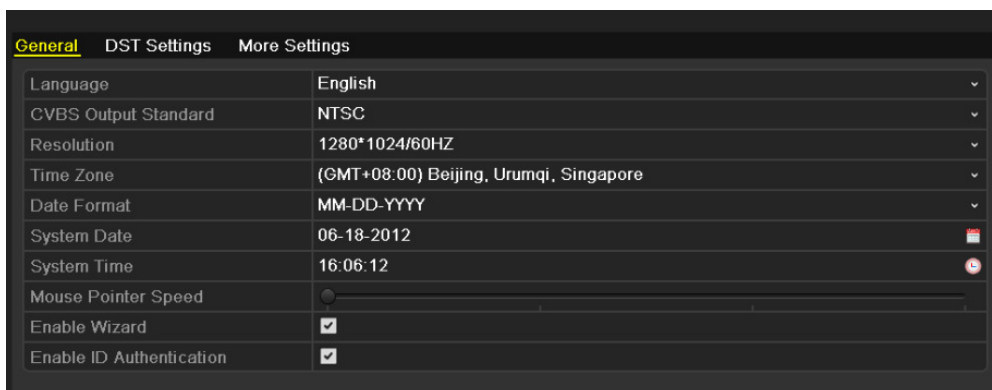 General DST Settings More Settings
Language English
CVBS Output Standard NTSC
Resolution 1280*1024/60HZ
Time Zone (GMT+08:00) Beijing, Urumqi, Singapore
Date Format MM-DD-YYYY
System Date 06-18-2012
System Time 16:06:12
Mouse Pointer Speed
Enable Wizard
Enable ID Authentication